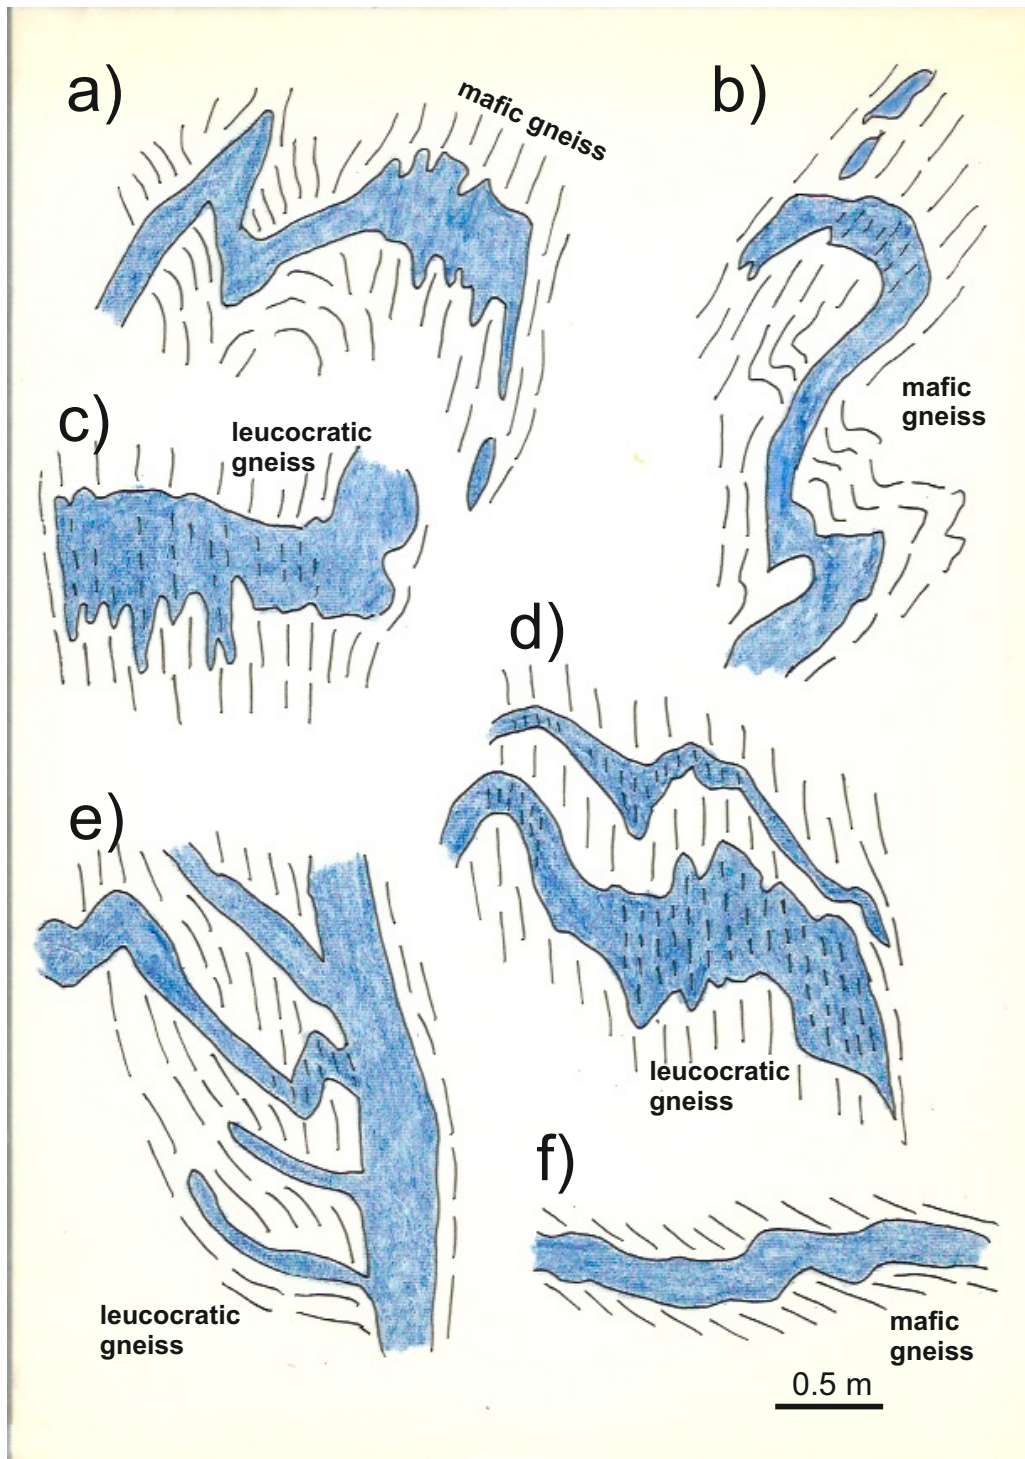 a)
mafic gneiss
b)
mafic
gneiss
c)
leucocratic
gneiss
d)
leucocratic
gneiss
e)
leucocratic
gneiss
f)
mafic
gneiss
0.5 m